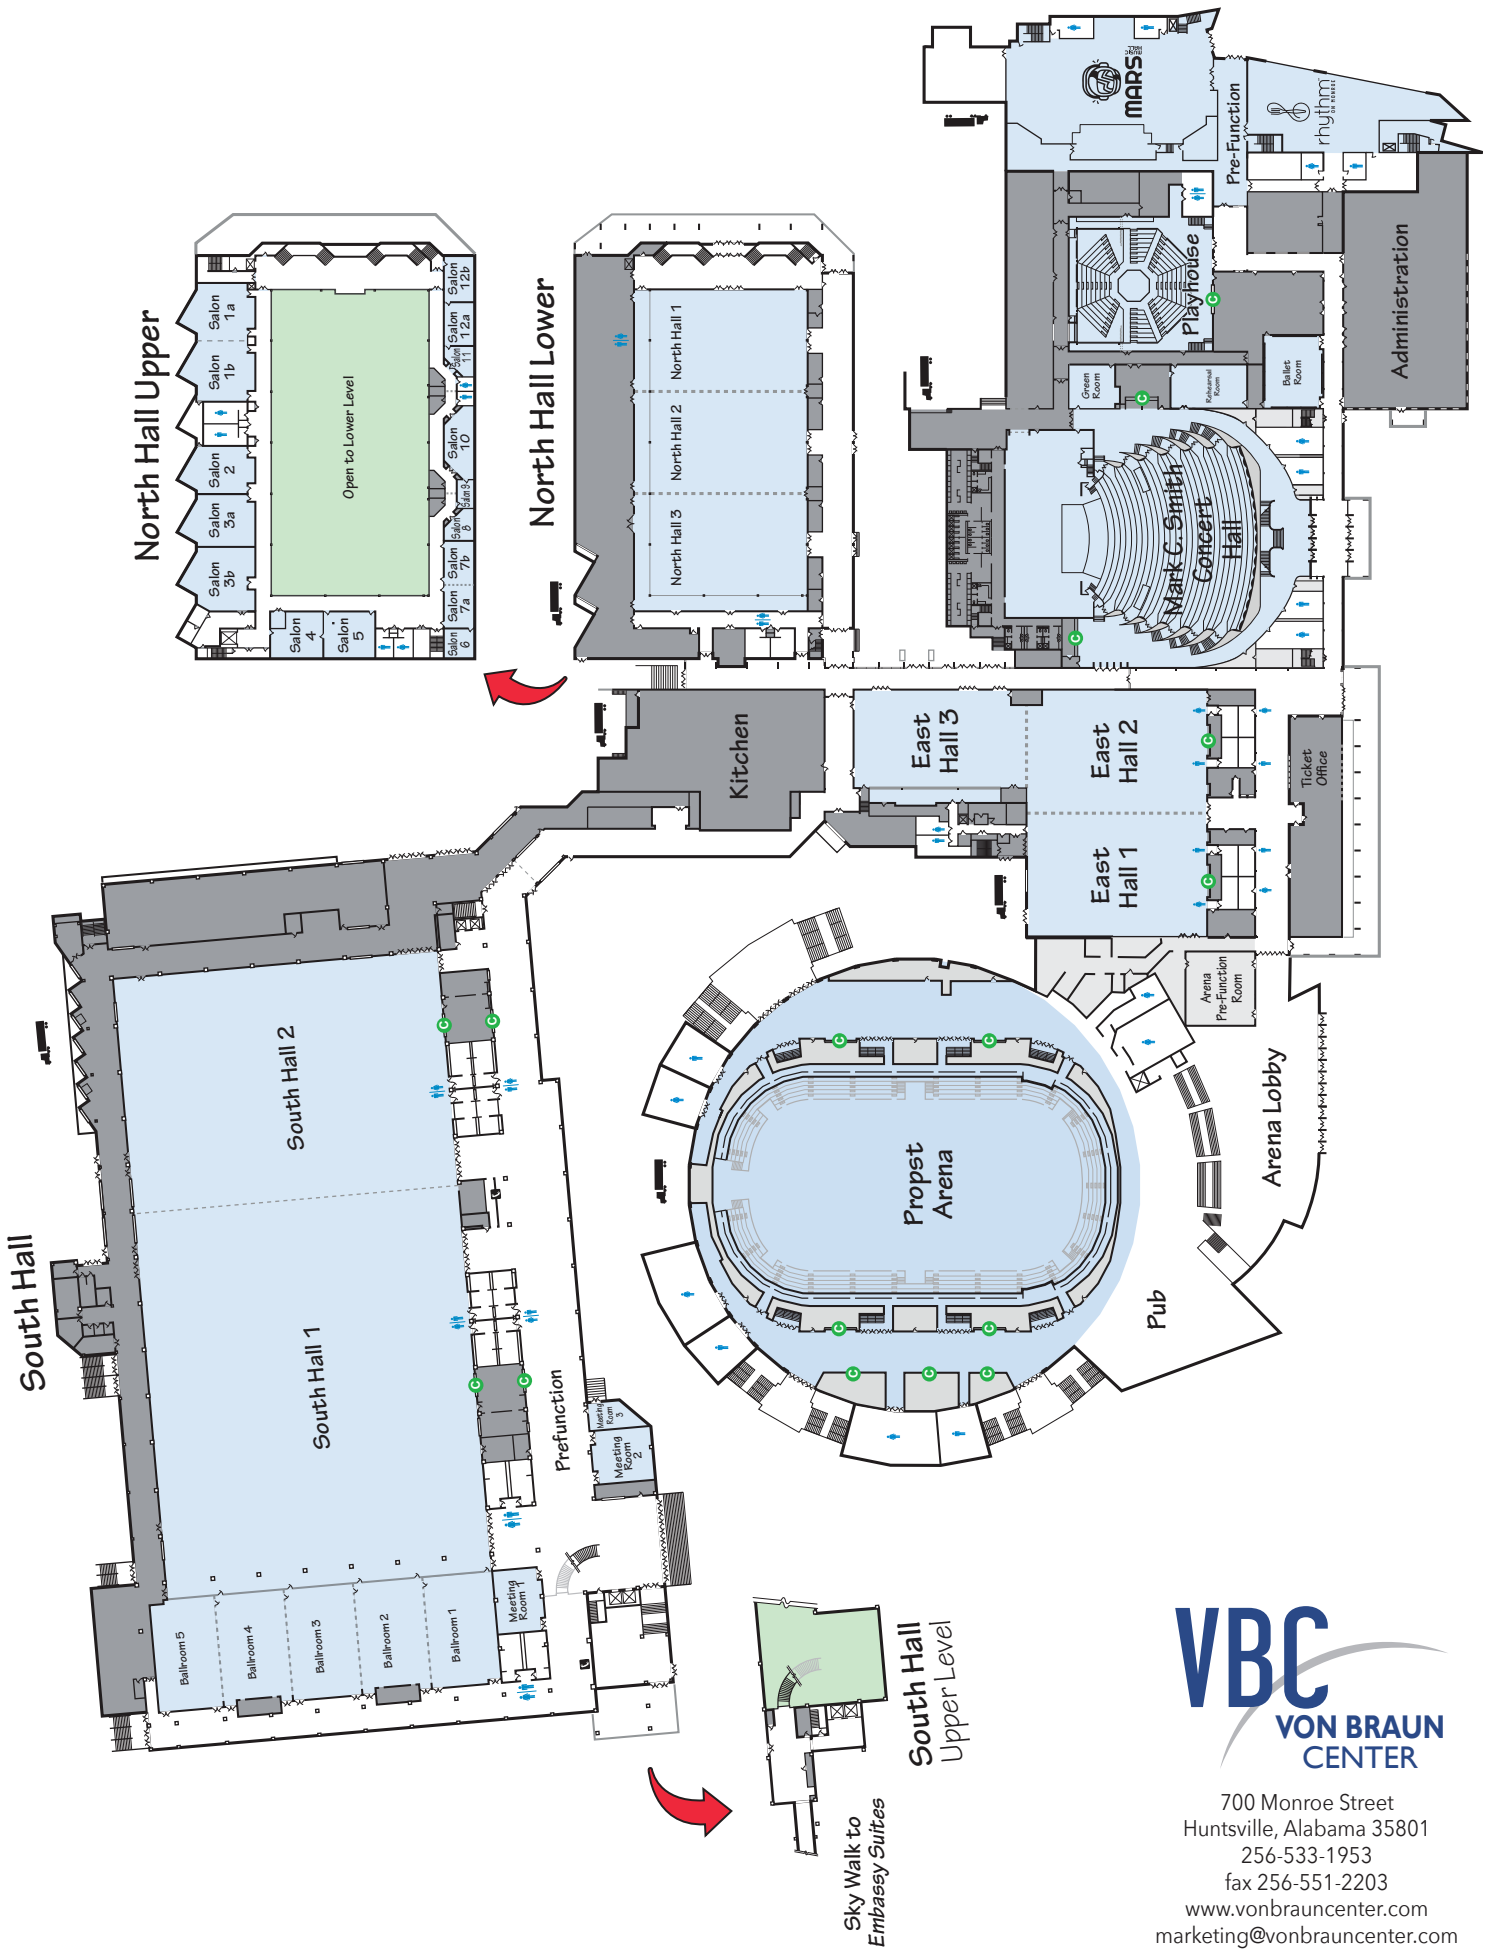 North Hall Upper
Salon
1a
Salon
1b
Salon
2
Salon
3a
Salon
3b
Salon
4
Salon
5
Salon
6
Salon
7a
Salon
7b
Salon
8
Salon 9
Salon
10
Salon
11
Salon
12a
Salon
12b
Open to Lower Level
North Hall Lower
North Hall 1
North Hall 2
North Hall 3
MARS
MUSIC
HALL
rhythm
ON MONROE
Pre-Function
Playhouse
C
Administration
Green
Room
C
Rehearsal
Room
Ballet
Room
Mark C. Smith
Concert
Hall
C
Kitchen
East
Hall 3
East
Hall 2
East
Hall 1
C
C
Ticket
Office
Arena
Pre-Function
Room
Arena Lobby
Propst
Arena
C
C
C
C
C
C
C
Pub
South Hall
South Hall 2
South Hall 1
C
C
C
C
Prefunction
Meeting
Room
3
Meeting
Room
2
Meeting
Room 1
Ballroom 5
Ballroom 4
Ballroom 3
Ballroom 2
Ballroom 1
South Hall
Upper Level
Sky Walk to
Embassy Suites
VBC
VON BRAUN
CENTER
700 Monroe Street
Huntsville, Alabama 35801
256-533-1953
fax 256-551-2203
www.vonbrauncenter.com
marketing@vonbrauncenter.com